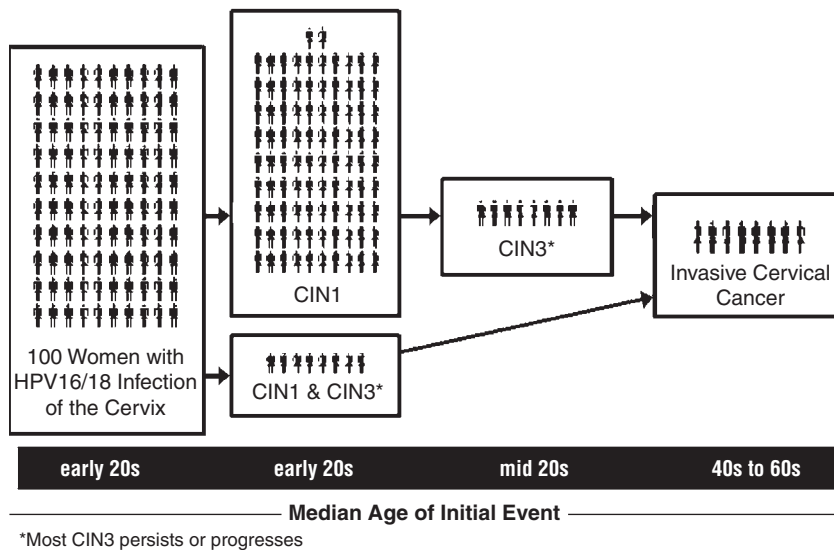 100 Women with
HPV16/18 Infection
of the Cervix
CIN1
CIN1 & CIN3*
CIN3*
Invasive Cervical
Cancer
early 20s early 20s mid 20s 40s to 60s
Median Age of Initial Event
*Most CIN3 persists or progresses